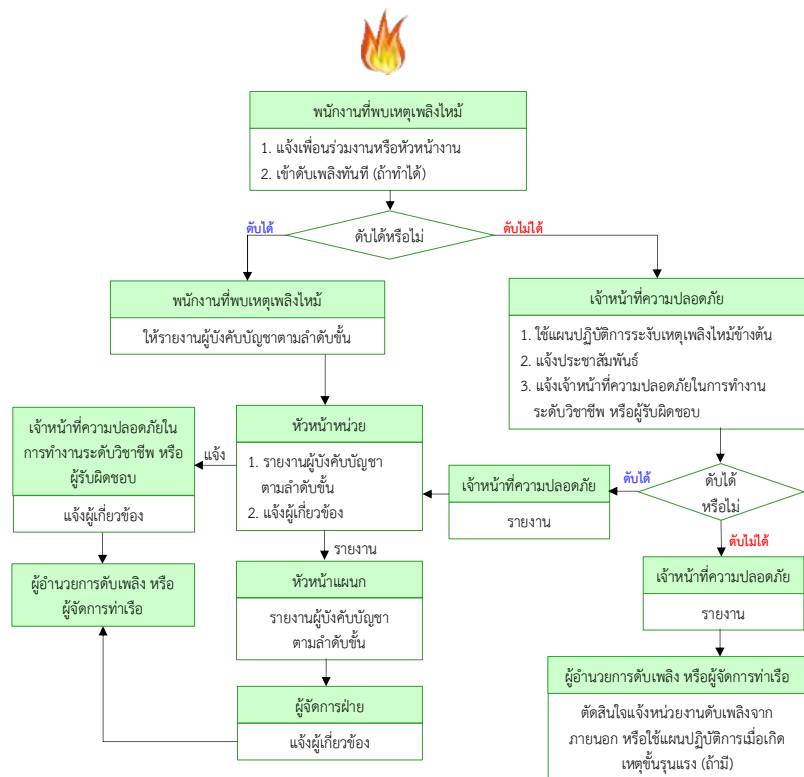 พนักงานที่พบเหตุเพลิงไหม้
1. แจ้งเพื่อนร่วมงานหรือหัวหน้างาน
2. เข้าดับเพลิงทันที (ถ้าทำได้)
ดับได้
ดับได้หรือไม่
ดับไม่ได้
พนักงานที่พบเหตุเพลิงไหม้
ให้รายงานผู้บังคับบัญชาตามลำดับขั้น
เจ้าหน้าที่ความปลอดภัย
1. ใช้แผนปฏิบัติการระงับเหตุเพลิงไหม้ข้างต้น
2. แจ้งประชาสัมพันธ์
3. แจ้งเจ้าหน้าที่ความปลอดภัยในการทำงาน
ระดับวิชาชีพ หรือผู้รับผิดชอบ
เจ้าหน้าที่ความปลอดภัยใน
การทำงานระดับวิชาชีพ หรือ
ผู้รับผิดชอบ
แจ้งผู้เกี่ยวข้อง
แจ้ง
หัวหน้าหน่วย
1. รายงานผู้บังคับบัญชา
ตามลำดับขั้น
2. แจ้งผู้เกี่ยวข้อง
เจ้าหน้าที่ความปลอดภัย
รายงาน
ดับได้
ดับได้
หรือไม่
ดับไม่ได้
รายงาน
ผู้อำนวยการดับเพลิง หรือ
ผู้จัดการท่าเรือ
หัวหน้าแผนก
รายงานผู้บังคับบัญชา
ตามลำดับขั้น
เจ้าหน้าที่ความปลอดภัย
รายงาน
ผู้จัดการฝ่าย
แจ้งผู้เกี่ยวข้อง
ผู้อำนวยการดับเพลิง หรือผู้จัดการท่าเรือ
ตัดสินใจแจ้งหน่วยงานดับเพลิงจาก
ภายนอก หรือใช้แผนปฏิบัติการเมื่อเกิด
เหตุขั้นรุนแรง (ถ้ามี)